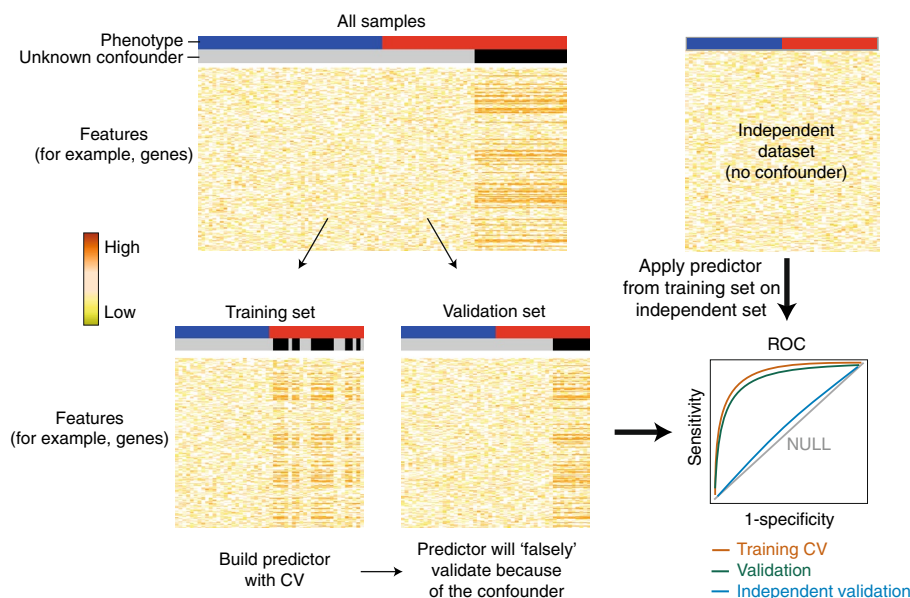 All samples
Phenotype
Unknown confounder
Features
(for example, genes)
Independent
dataset
(no confounder)
High
Low
Apply predictor
from training set on
independent set
Training set
Validation set
Features
(for example, genes)
ROC
Sensitivity
NULL
1-specificity
Build predictor
with CV
Predictor will ‘falsely’
validate because
of the confounder
Training CV
Validation
Independent validation